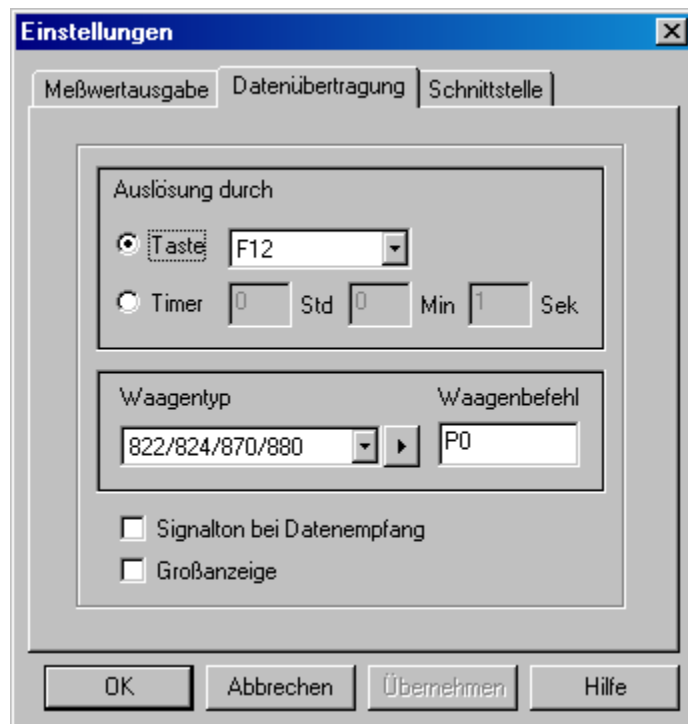 Einstellungen
Meßwertausgabe Datenübertragung Schnittstelle
Auslösung durch
Taste F12
Timer 0 Std 0 Min 1 Sek
Waagentyp Waagenbefehl
822/824/870/880 P0
Signalton bei Datenempfang
Großanzeige
OK Abbrechen Übernehmen Hilfe